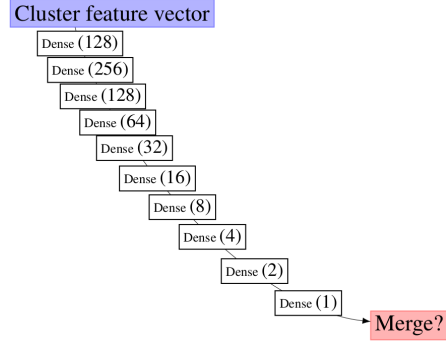 Cluster feature vector
Dense (128)
Dense (256)
Dense (128)
Dense (64)
Dense (32)
Dense (16)
Dense (8)
Dense (4)
Dense (2)
Dense (1)
Merge?